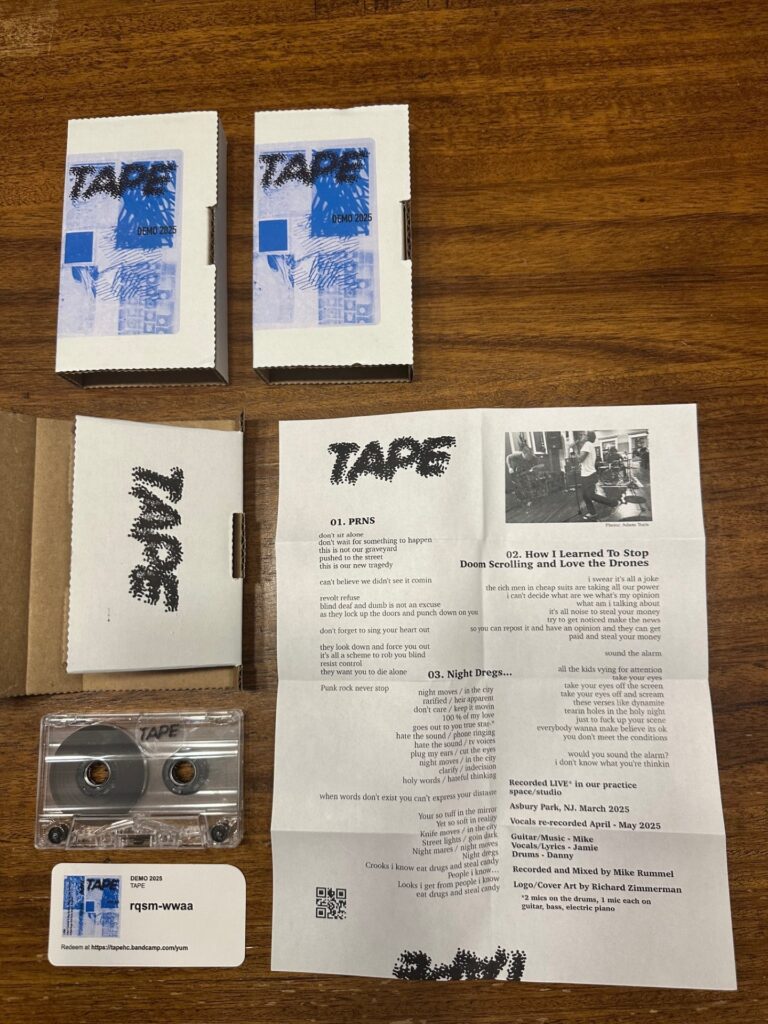 TAPE
DEMO 2025
TAPE
DEMO 2025
TAPE
TAPE
DEMO 2025
TAPE
rqsm-wwaa
Redeem at https://tapehc.bandcamp.com/yum
TAPE
TAPE
Photo: Adam
01. PRNS
don't sit alone
don't wait for something to happen
this is not our graveyard
pushed to the street
this is our new tragedy
can't believe we didn't see it comin
revolt refuse
blind deaf and dumb is not an excuse
as they lock up the doors and punch down on you
don't forget to sing your heart out
they look down and force you out
it's all a scheme to rob you blind
resist control
they want you to die alone
Punk rock never stop
02. How I Learned To Stop
Doom Scrolling and Love the Drones
i swear it's all a joke
the rich men in cheap suits are taking all our power
i can't decide what are we what's my opinion
what am i talking about
it's all noise to steal your money
try to get noticed make the news
so you can repost it and have an opinion and they can get
paid and steal your money
sound the alarm
all the kids vying for attention
take your eyes
take your eyes off the screen
take your eyes off and scream
these verses like dynamite
tearin holes in the holy night
just to fuck up your scene
everybody wanna make believe its ok
you don't meet the conditions
would you sound the alarm?
i don't know what you're thinkin
03. Night Dregs...
night moves / in the city
rarified / heir apparent
don't care / keep it movin
100 % of my love
goes out to you true star*
hate the sound / phone ringing
hate the sound / tv voices
plug my ears / cut the eyes
night moves / in the city
clarify / indecision
holy words / hateful thinking
when words don't exist you can't express your distaste
Your so tuff in the mirror
Yet so soft in reality
Knife moves / in the city
Street lights / goin dark
Night mares / night moves
Night dregs
Crooks i know eat drugs and steal candy
People i know...
Looks i get from people i know
eat drugs and steal candy
Recorded LIVE* in our practice
space/studio
Asbury Park, NJ. March 2025
Vocals re-recorded April - May 2025
Guitar/Music - Mike
Vocals/Lyrics - Jamie
Drums - Danny
Recorded and Mixed by Mike Rummel
Logo/Cover Art by Richard Zimmerman
*2 mics on the drums, 1 mic each on
guitar, bass, electric piano
TAPE